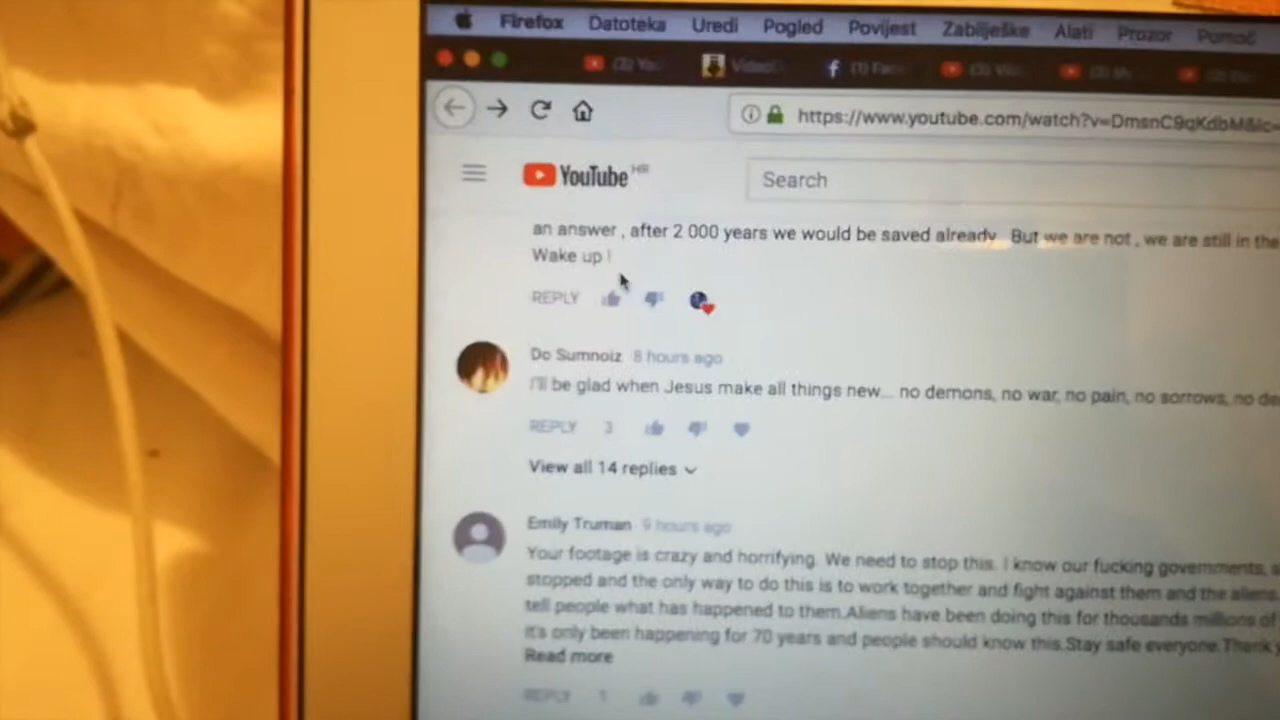 Firefox Datoteka Uredi Pogled Povijest Zabilješke Alati Prozor Pomoć
https://www.youtube.com/watch?v=DmsnC9qKdbM&lc=
YouTube HR
Search
an answer , after 2 000 years we would be saved already. But we are not , we are still in the
Wake up !
REPLY
Do Sumnoiz 8 hours ago
I'll be glad when Jesus make all things new... no demons, no war, no pain, no sorrows, no de
REPLY 3
View all 14 replies
Emily Truman 9 hours ago
Your footage is crazy and horrifying. We need to stop this. I know our fucking governments, a
stopped and the only way to do this is to work together and fight against them and the aliens.
tell people what has happened to them.Aliens have been doing this for thousands millions of
it's only been happening for 70 years and people should know this.Stay safe everyone.Thank y
Read more
REPLY 1